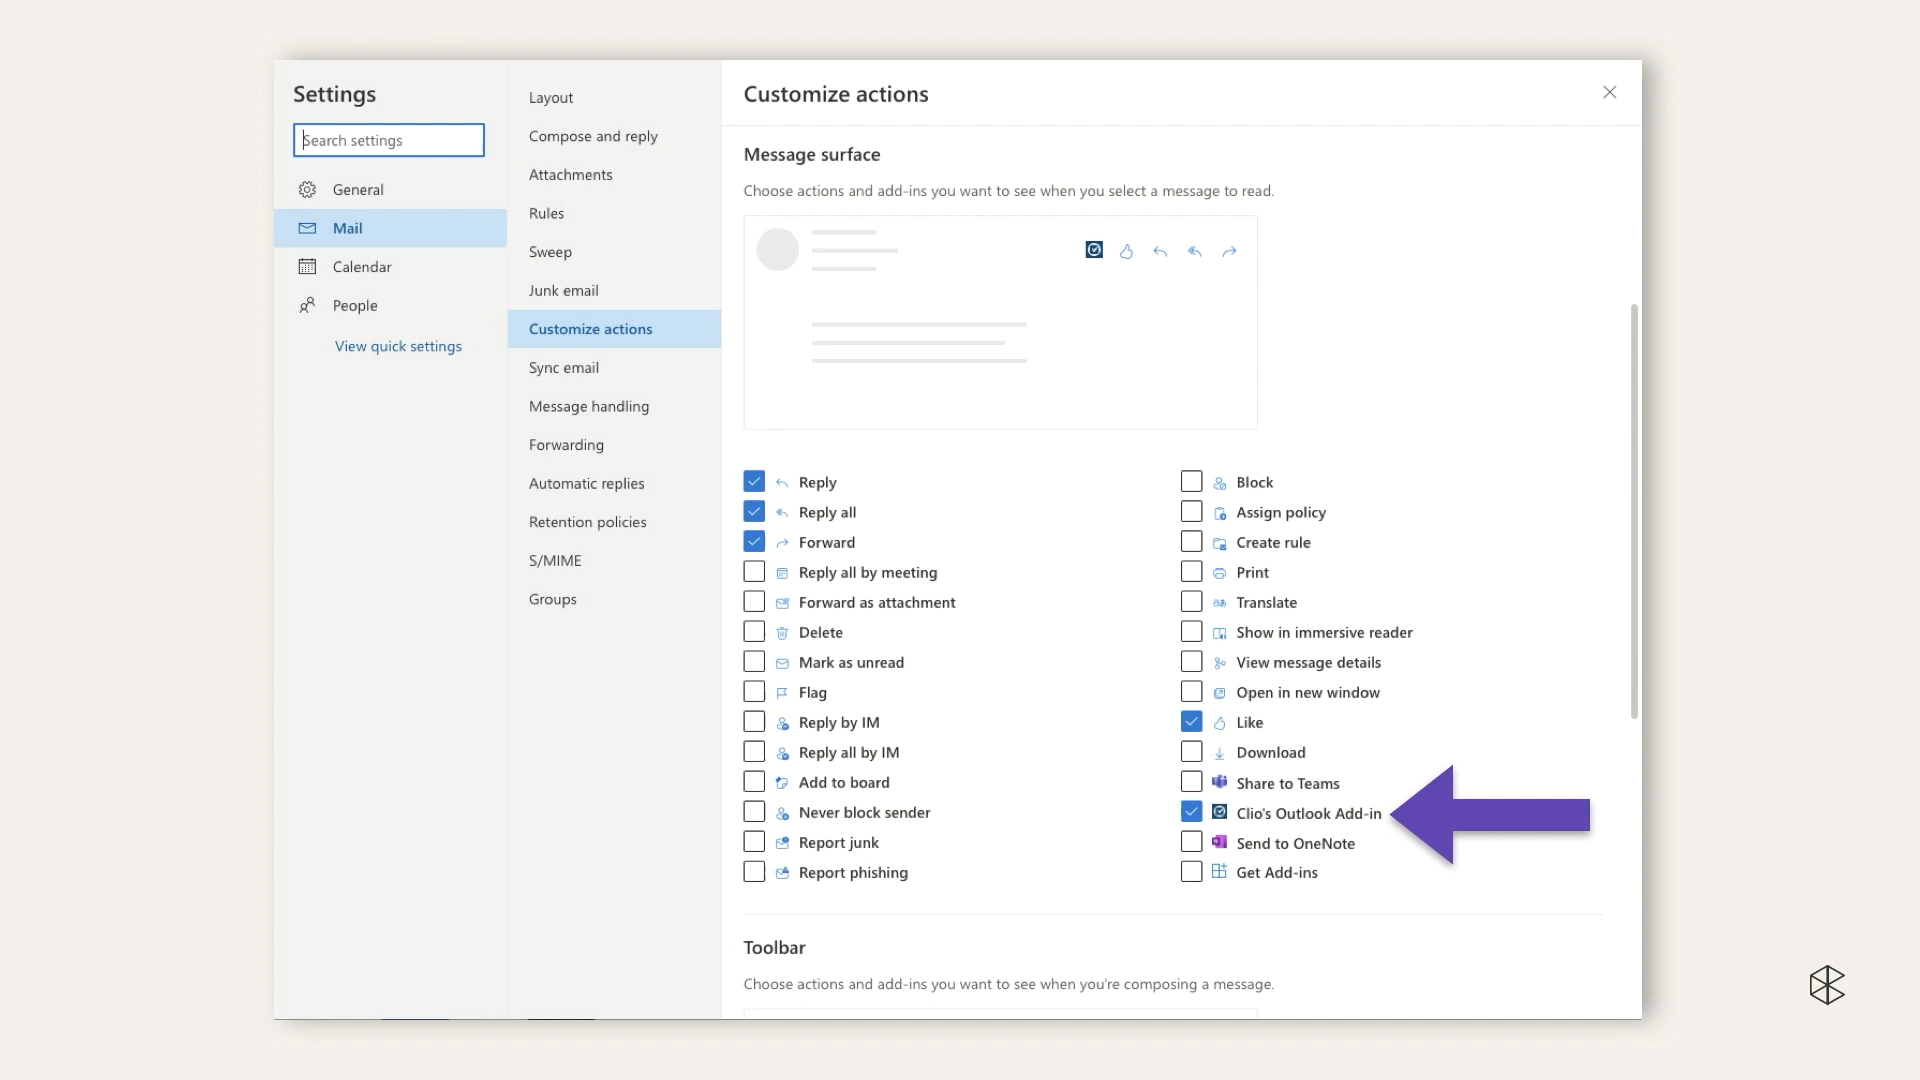 Settings
Search settings
General
Mail
Calendar
People
View quick settings
Layout
Compose and reply
Attachments
Rules
Sweep
Junk email
Customize actions
Sync email
Message handling
Forwarding
Automatic replies
Retention policies
S/MIME
Groups
Customize actions
Message surface
Choose actions and add-ins you want to see when you select a message to read.
Reply
Reply all
Forward
Reply all by meeting
Forward as attachment
Delete
Mark as unread
Flag
Reply by IM
Reply all by IM
Add to board
Never block sender
Report junk
Report phishing
Block
Assign policy
Create rule
Print
Translate
Show in immersive reader
View message details
Open in new window
Like
Download
Share to Teams
Clio's Outlook Add-in
Send to OneNote
Get Add-ins
Toolbar
Choose actions and add-ins you want to see when you're composing a message.